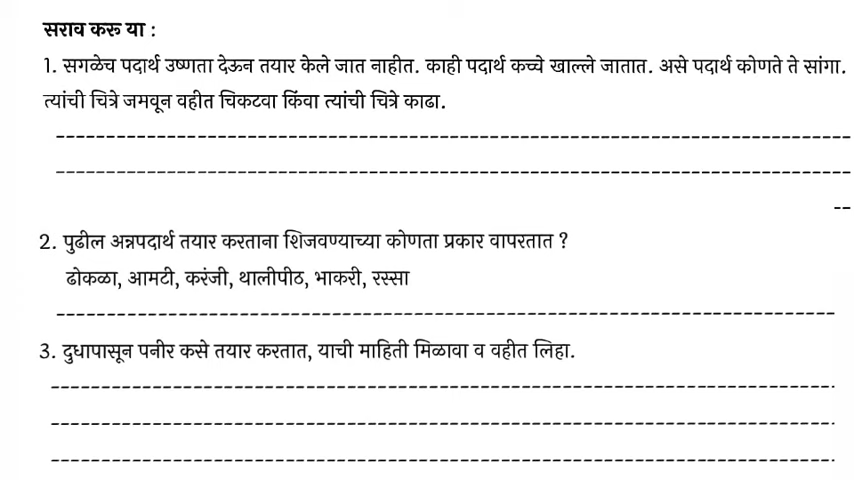 सराव करू या :
1. सगळेच पदार्थ उष्णता देऊन तयार केले जात नाहीत. काही पदार्थ कच्चे खाल्ले जातात. असे पदार्थ कोणते ते सांगा.
त्यांची चित्रे जमवून वहीत चिकटवा किंवा त्यांची चित्रे काढा.
2. पुढील अन्नपदार्थ तयार करताना शिजवण्याच्या कोणता प्रकार वापरतात ?
ढोकळा, आमटी, करंजी, थालीपीठ, भाकरी, रस्सा
3. दुधापासून पनीर कसे तयार करतात, याची माहिती मिळावा व वहीत लिहा.